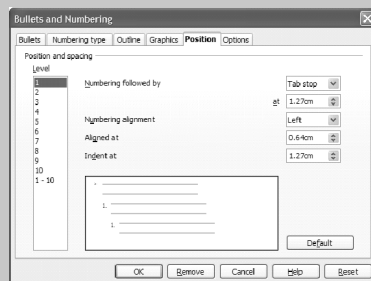 Bullets and Numbering
Bullets Numbering type Outline Graphics Position Options
Position and spacing
Level
1
2
3
4
5
6
7
8
9
10
1 - 10
Numbering followed by Tab stop
at 1.27cm
Numbering alignment Left
Aligned at 0.64cm
Indent at 1.27cm
1.
1.
Default
OK Remove Cancel Help Reset